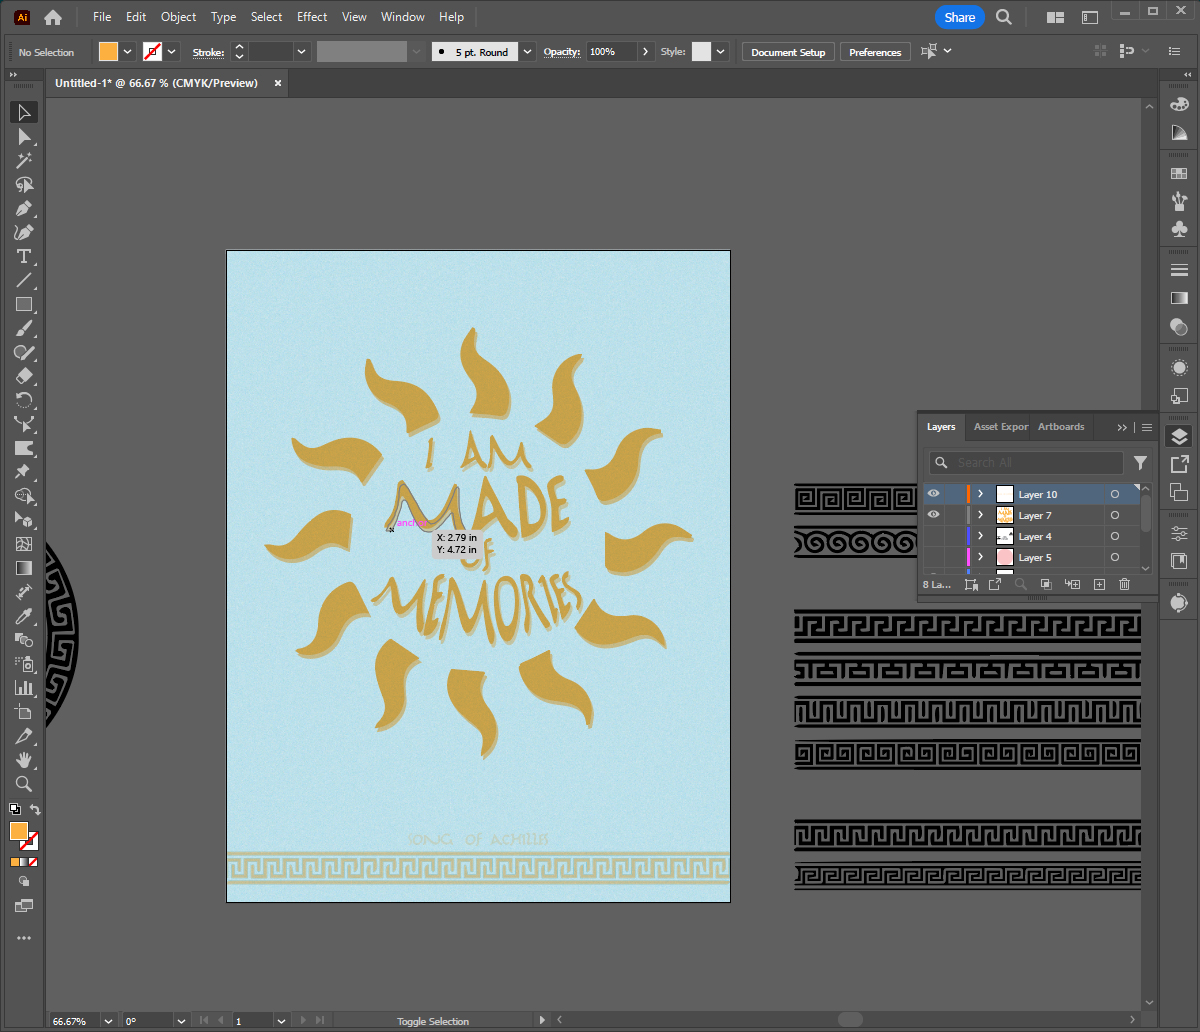 Ai File Edit Object Type Select Effect View Window Help Share
No Selection Stroke: 5 pt. Round Opacity: 100% Style: Document Setup Preferences
Untitled-1* @ 66.67 % (CMYK/Preview) ×
I AM
MADE
anchor
X: 2.79 in
Y: 4.72 in
OF
MEMORIES
SONG OF ACHILLES
Layers Asset Expor Artboards
Search All
Layer 10
Layer 7
Layer 4
Layer 5
8 La...
66.67% 0° 1 Toggle Selection